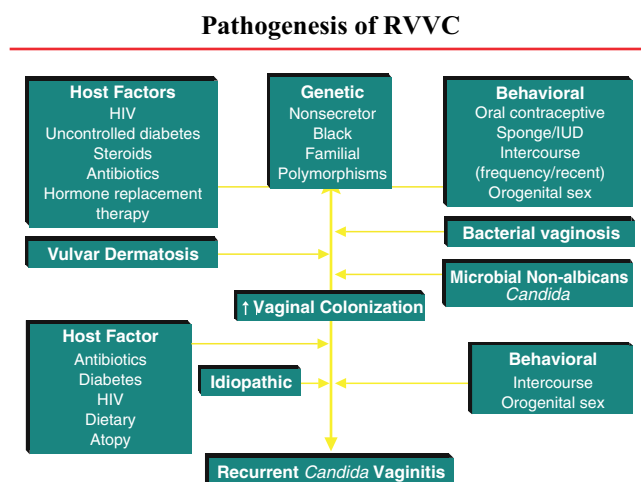 Pathogenesis of RVVC
Host Factors
HIV
Uncontrolled diabetes
Steroids
Antibiotics
Hormone replacement
therapy
Genetic
Nonsecretor
Black
Familial
Polymorphisms
Behavioral
Oral contraceptive
Sponge/IUD
Intercourse
(frequency/recent)
Orogenital sex
Bacterial vaginosis
Vulvar Dermatosis
Microbial Non-albicans
Candida
↑ Vaginal Colonization
Host Factor
Antibiotics
Diabetes
HIV
Dietary
Atopy
Idiopathic
Behavioral
Intercourse
Orogenital sex
Recurrent Candida Vaginitis